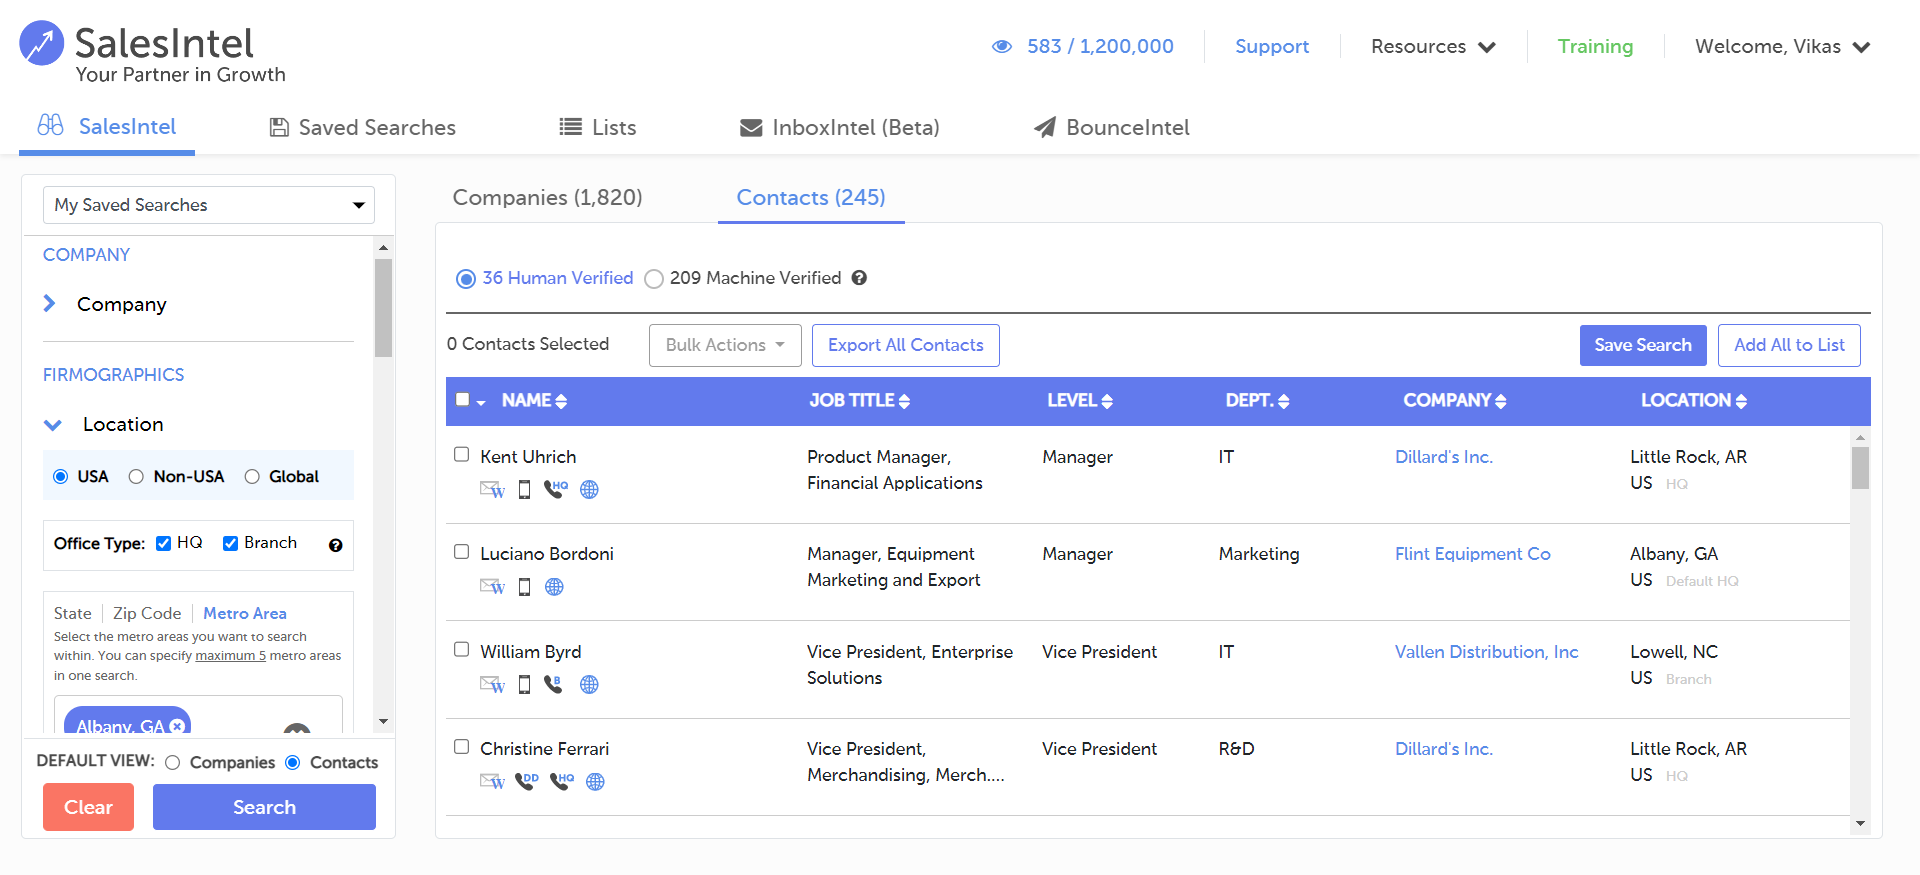 SalesIntel
Your Partner in Growth
583 / 1,200,000
Support
Resources
Training
Welcome, Vikas
SalesIntel
Saved Searches
Lists
InboxIntel (Beta)
BounceIntel
My Saved Searches
COMPANY
Company
FIRMOGRAPHICS
Location
USA Non-USA Global
Office Type: HQ Branch
State Zip Code Metro Area
Select the metro areas you want to search
within. You can specify maximum 5 metro areas
in one search.
Albany, GA
DEFAULT VIEW: Companies Contacts
Clear Search
Companies (1,820) Contacts (245)
36 Human Verified 209 Machine Verified
0 Contacts Selected Bulk Actions Export All Contacts Save Search Add All to List
NAME JOB TITLE LEVEL DEPT. COMPANY LOCATION
Kent Uhrich Product Manager, Manager IT Dillard's Inc. Little Rock, AR
W HQ Financial Applications US HQ
Luciano Bordoni Manager, Equipment Manager Marketing Flint Equipment Co Albany, GA
W Marketing and Export US Default HQ
William Byrd Vice President, Enterprise Vice President IT Vallen Distribution, Inc Lowell, NC
W B Solutions US Branch
Christine Ferrari Vice President, Vice President R&D Dillard's Inc. Little Rock, AR
W DD HQ Merchandising, Merch.... US HQ